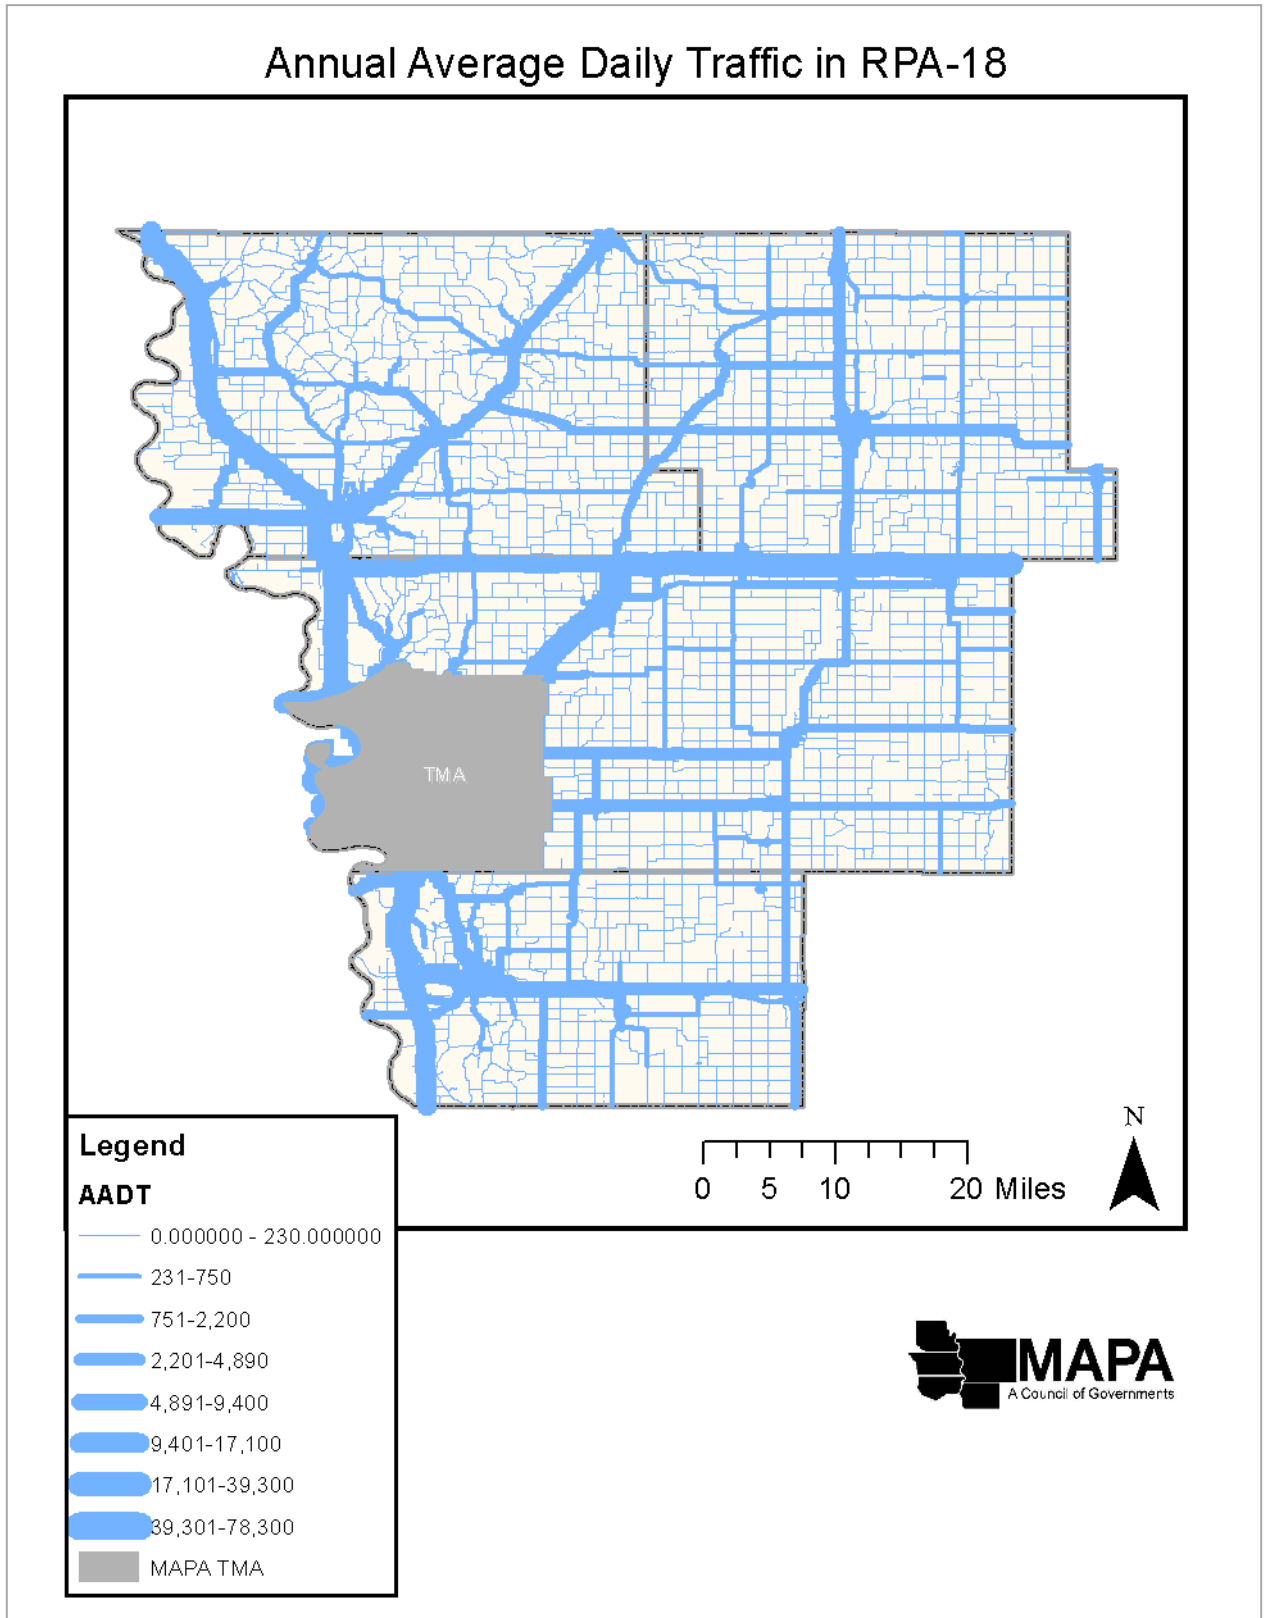 Annual Average Daily Traffic in RPA-18
TMA
N
0 5 10 20 Miles
Legend
AADT
0.000000 - 230.000000
231-750
751-2,200
2,201-4,890
4,891-9,400
9,401-17,100
17,101-39,300
39,301-78,300
MAPA TMA
MAPA
A Council of Governments